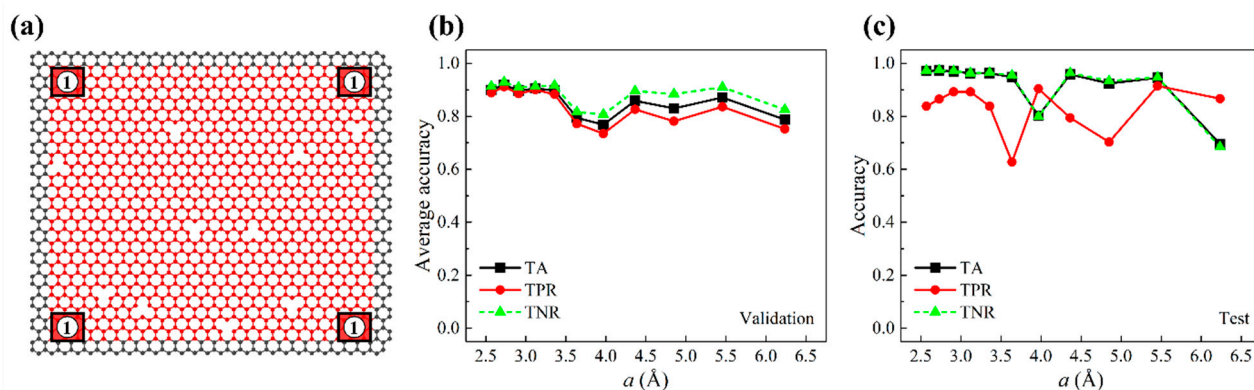 (a)
1
1
1
1
(b)
Average accuracy
1.0
0.8
0.6
0.4
0.2
0.0
TA
TPR
TNR
Validation
2.5 3.0 3.5 4.0 4.5 5.0 5.5 6.0 6.5
a (Å)
(c)
Accuracy
1.0
0.8
0.6
0.4
0.2
0.0
TA
TPR
TNR
Test
2.5 3.0 3.5 4.0 4.5 5.0 5.5 6.0 6.5
a (Å)